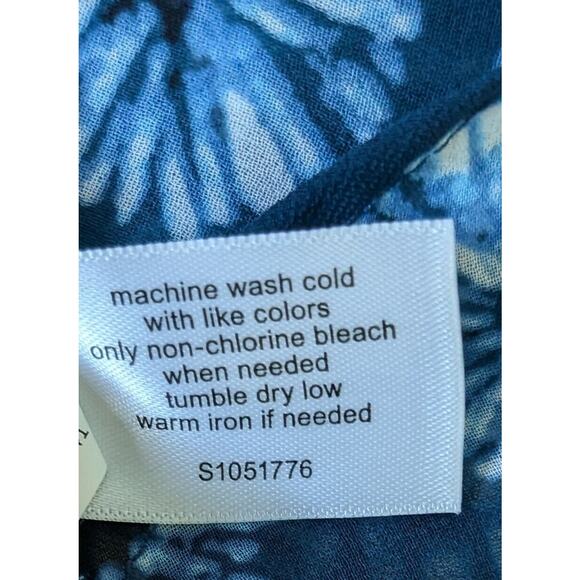 machine wash cold
with like colors
only non-chlorine bleach
when needed
tumble dry low
warm iron if needed
S1051776